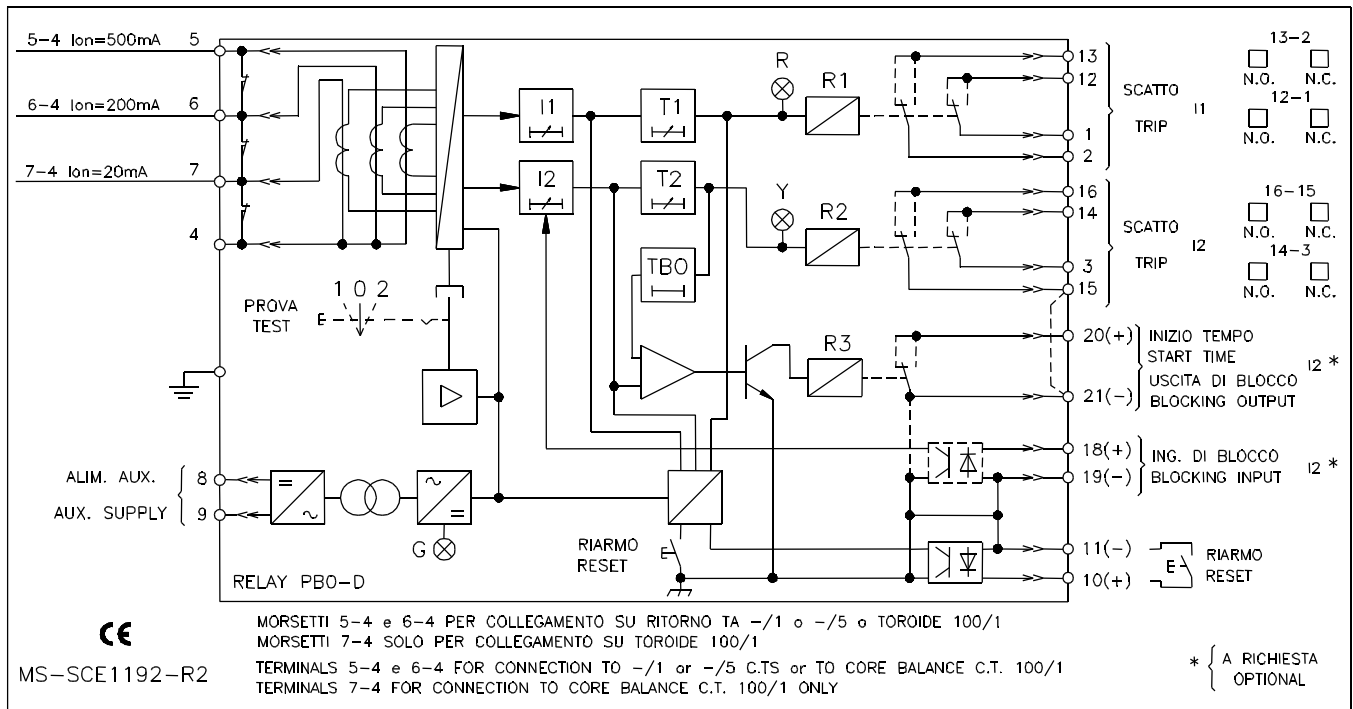 5-4 Ion=500mA 5
6-4 Ion=200mA 6
7-4 Ion=20mA 7
4
PROVA
TEST
1 0 2
E
I1
I2
T1
T2
TBO
R
R1
Y
R2
R3
13
12
1
2
SCATTO
TRIP
I1
13-2
N.O. N.C.
12-1
N.O. N.C.
16
14
3
15
SCATTO
TRIP
I2
16-15
N.O. N.C.
14-3
N.O. N.C.
20(+)
21(-)
INIZIO TEMPO
START TIME
USCITA DI BLOCCO
BLOCKING OUTPUT
I2 *
18(+)
19(-)
ING. DI BLOCCO
BLOCKING INPUT
I2 *
11(-)
10(+)
E
RIARMO
RESET
ALIM. AUX. 8
AUX. SUPPLY 9
G
RIARMO
RESET
E
RELAY PBO-D
CE
MS-SCE1192-R2
MORSETTI 5-4 e 6-4 PER COLLEGAMENTO SU RITORNO TA -/1 o -/5 o TOROIDE 100/1
MORSETTI 7-4 SOLO PER COLLEGAMENTO SU TOROIDE 100/1
TERMINALS 5-4 e 6-4 FOR CONNECTION TO -/1 or -/5 C.TS or TO CORE BALANCE C.T. 100/1
TERMINALS 7-4 FOR CONNECTION TO CORE BALANCE C.T. 100/1 ONLY
* A RICHIESTA
OPTIONAL